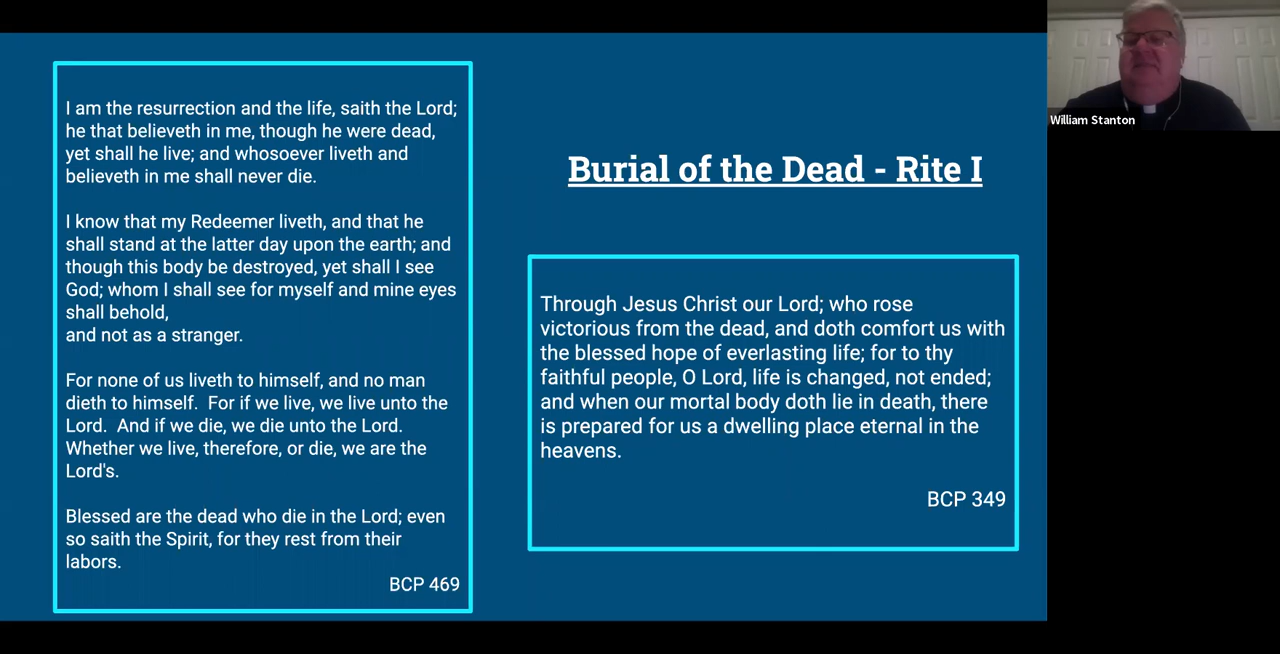 I am the resurrection and the life, saith the Lord;
he that believeth in me, though he were dead,
yet shall he live; and whosoever liveth and
believeth in me shall never die.
I know that my Redeemer liveth, and that he
shall stand at the latter day upon the earth; and
though this body be destroyed, yet shall I see
God; whom I shall see for myself and mine eyes
shall behold,
and not as a stranger.
For none of us liveth to himself, and no man
dieth to himself.  For if we live, we live unto the
Lord.  And if we die, we die unto the Lord.
Whether we live, therefore, or die, we are the
Lord's.
Blessed are the dead who die in the Lord; even
so saith the Spirit, for they rest from their
labors.
BCP 469
Burial of the Dead - Rite I
Through Jesus Christ our Lord; who rose
victorious from the dead, and doth comfort us with
the blessed hope of everlasting life; for to thy
faithful people, O Lord, life is changed, not ended;
and when our mortal body doth lie in death, there
is prepared for us a dwelling place eternal in the
heavens.
BCP 349
William Stanton